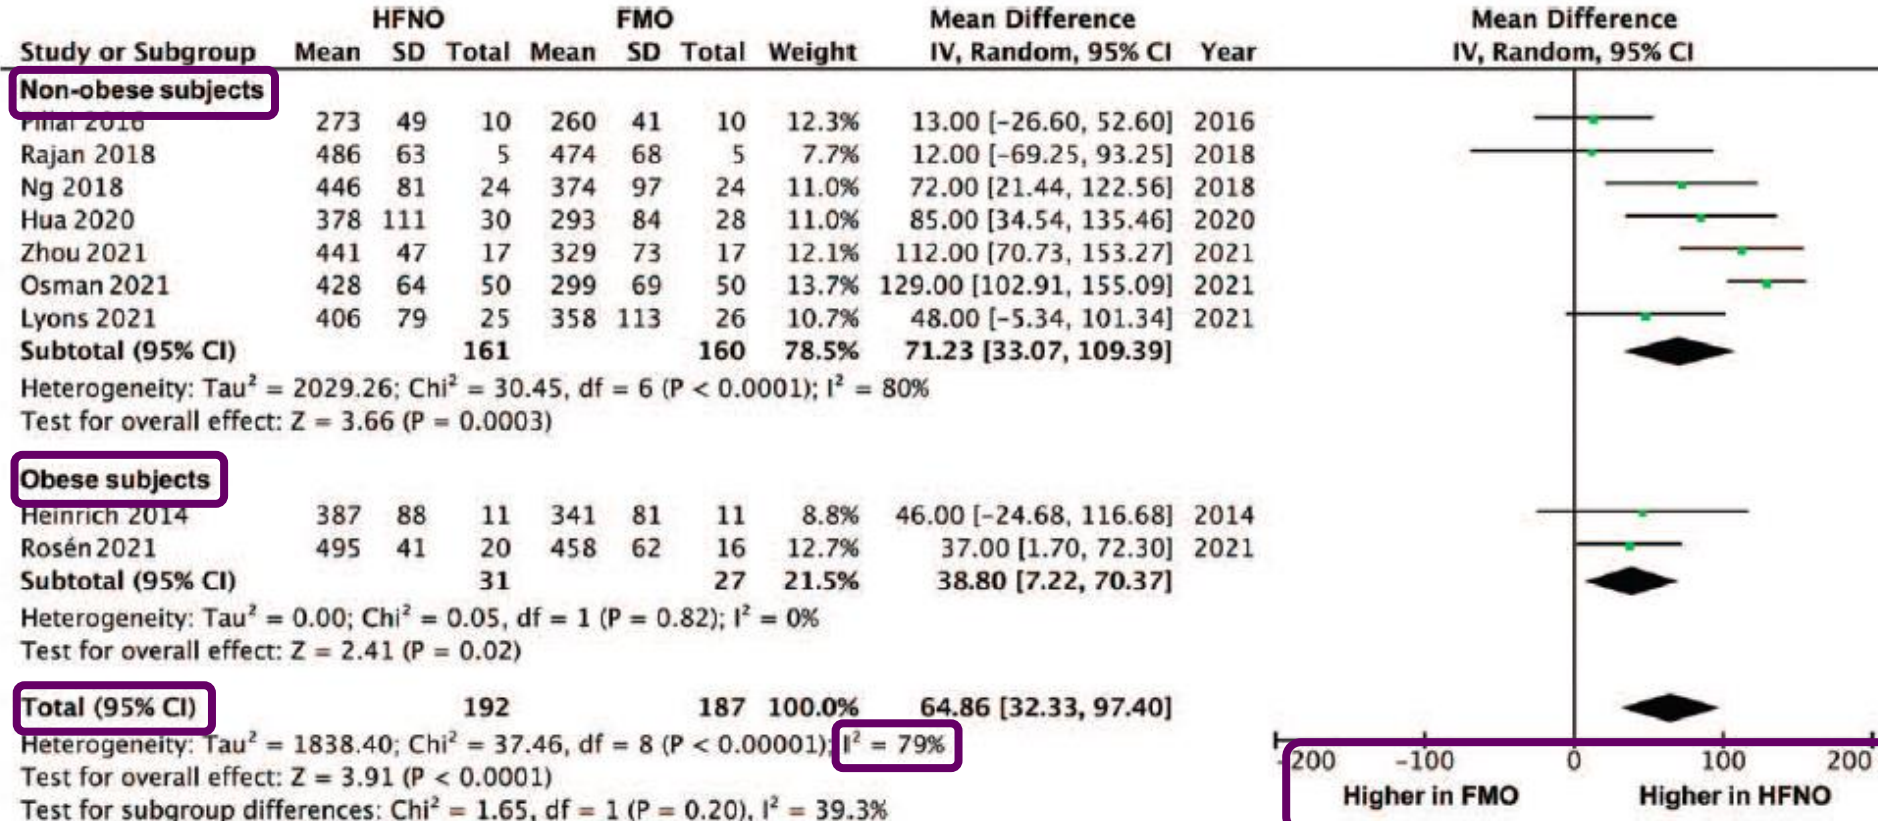 HFNO FMO Mean Difference Mean Difference
Study or Subgroup Mean SD Total Mean SD Total Weight IV, Random, 95% CI Year IV, Random, 95% CI
Non-obese subjects
Pillai 2016 273 49 10 260 41 10 12.3% 13.00 [−26.60, 52.60] 2016
Rajan 2018 486 63 5 474 68 5 7.7% 12.00 [−69.25, 93.25] 2018
Ng 2018 446 81 24 374 97 24 11.0% 72.00 [21.44, 122.56] 2018
Hua 2020 378 111 30 293 84 28 11.0% 85.00 [34.54, 135.46] 2020
Zhou 2021 441 47 17 329 73 17 12.1% 112.00 [70.73, 153.27] 2021
Osman 2021 428 64 50 299 69 50 13.7% 129.00 [102.91, 155.09] 2021
Lyons 2021 406 79 25 358 113 26 10.7% 48.00 [−5.34, 101.34] 2021
Subtotal (95% CI) 161 160 78.5% 71.23 [33.07, 109.39]
Heterogeneity: Tau² = 2029.26; Chi² = 30.45, df = 6 (P < 0.0001); I² = 80%
Test for overall effect: Z = 3.66 (P = 0.0003)
Obese subjects
Heinrich 2014 387 88 11 341 81 11 8.8% 46.00 [−24.68, 116.68] 2014
Rosén 2021 495 41 20 458 62 16 12.7% 37.00 [1.70, 72.30] 2021
Subtotal (95% CI) 31 27 21.5% 38.80 [7.22, 70.37]
Heterogeneity: Tau² = 0.00; Chi² = 0.05, df = 1 (P = 0.82); I² = 0%
Test for overall effect: Z = 2.41 (P = 0.02)
Total (95% CI) 192 187 100.0% 64.86 [32.33, 97.40]
Heterogeneity: Tau² = 1838.40; Chi² = 37.46, df = 8 (P < 0.00001); I² = 79%
−200 −100 0 100 200
Test for overall effect: Z = 3.91 (P < 0.0001)
Higher in FMO Higher in HFNO
Test for subgroup differences: Chi² = 1.65, df = 1 (P = 0.20), I² = 39.3%